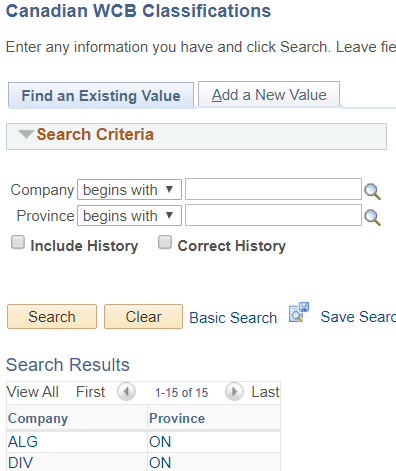 Canadian WCB Classifications
Enter any information you have and click Search. Leave fie
Find an Existing Value
Add a New Value
Search Criteria
Company begins with
Province begins with
Include History Correct History
Search Clear Basic Search Save Searc
Search Results
View All First 1-15 of 15 Last
Company Province
ALG ON
DIV ON